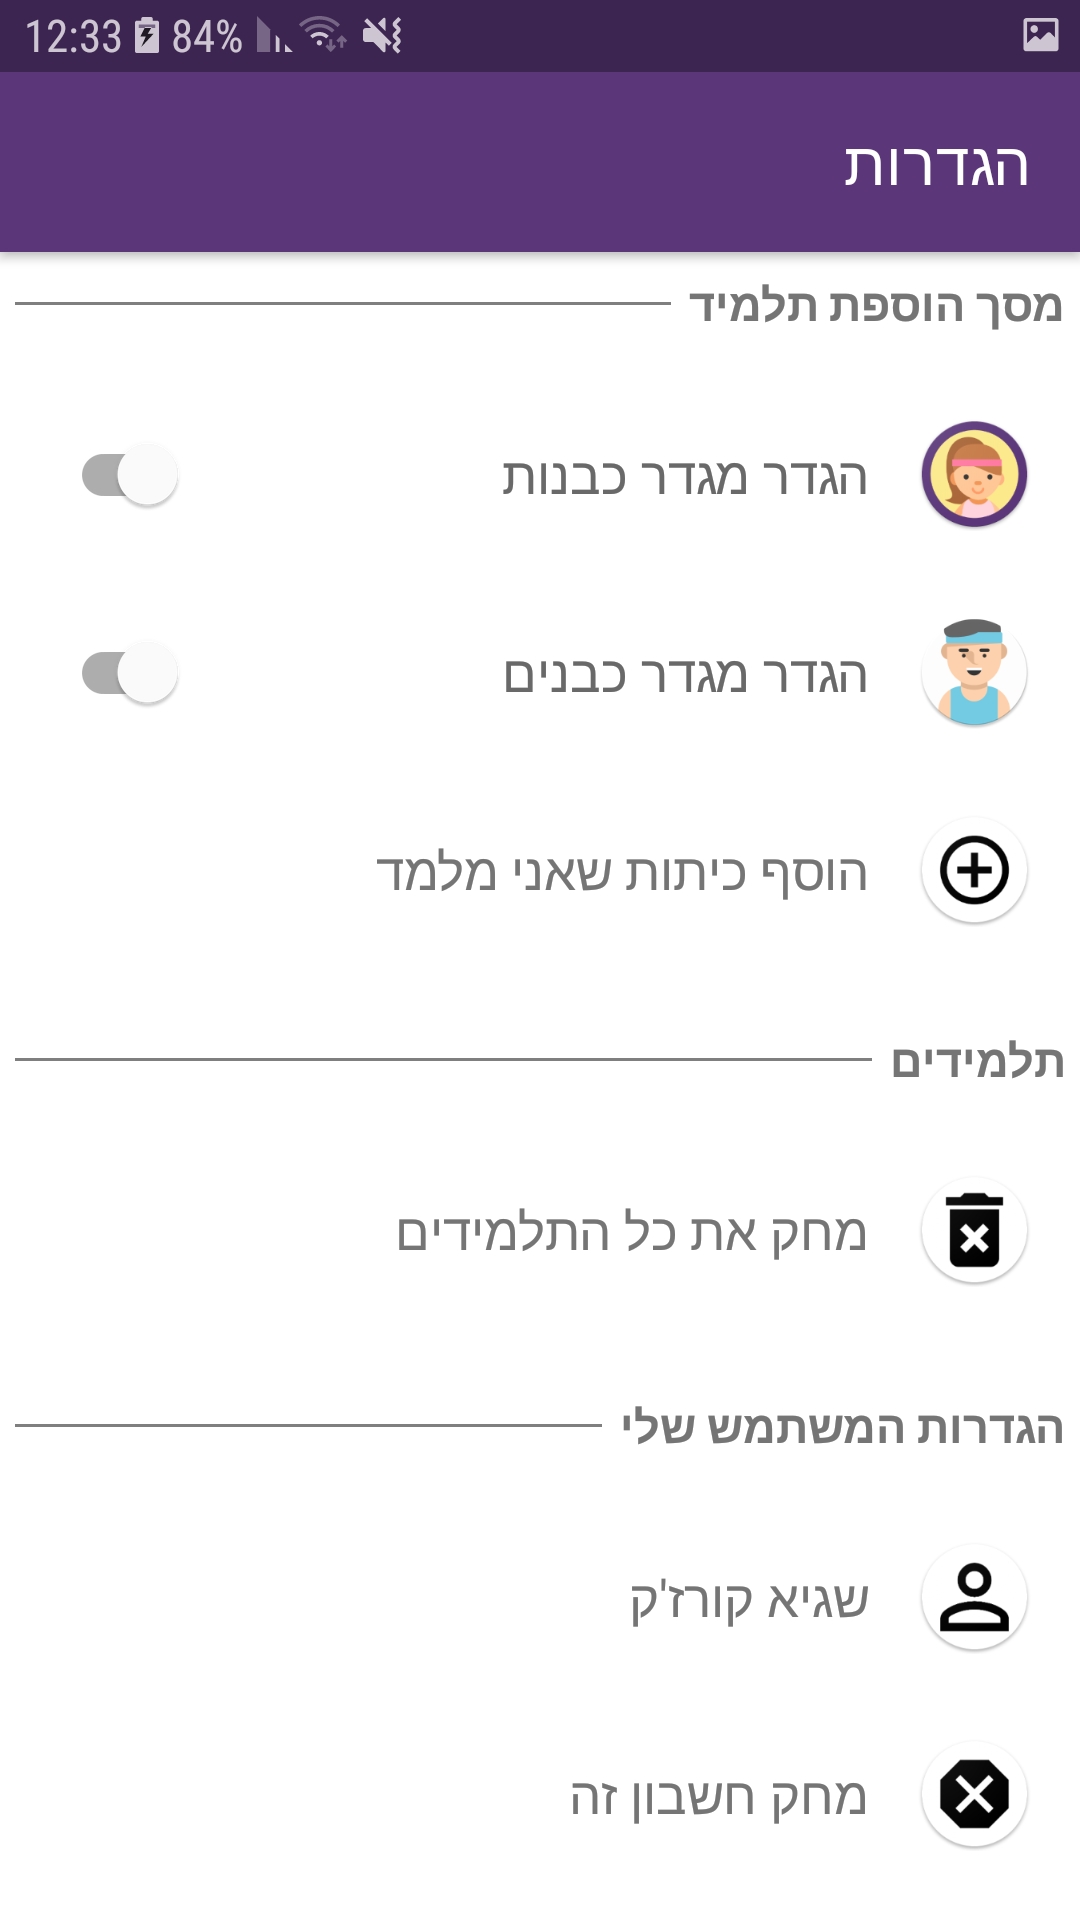 12:33 84%
הגדרות
מסך הוספת תלמיד
הגדר מגדר כבנות
הגדר מגדר כבנים
הוסף כיתות שאני מלמד
תלמידים
מחק את כל התלמידים
הגדרות המשתמש שלי
שגיא קורז'ק
מחק חשבון זה